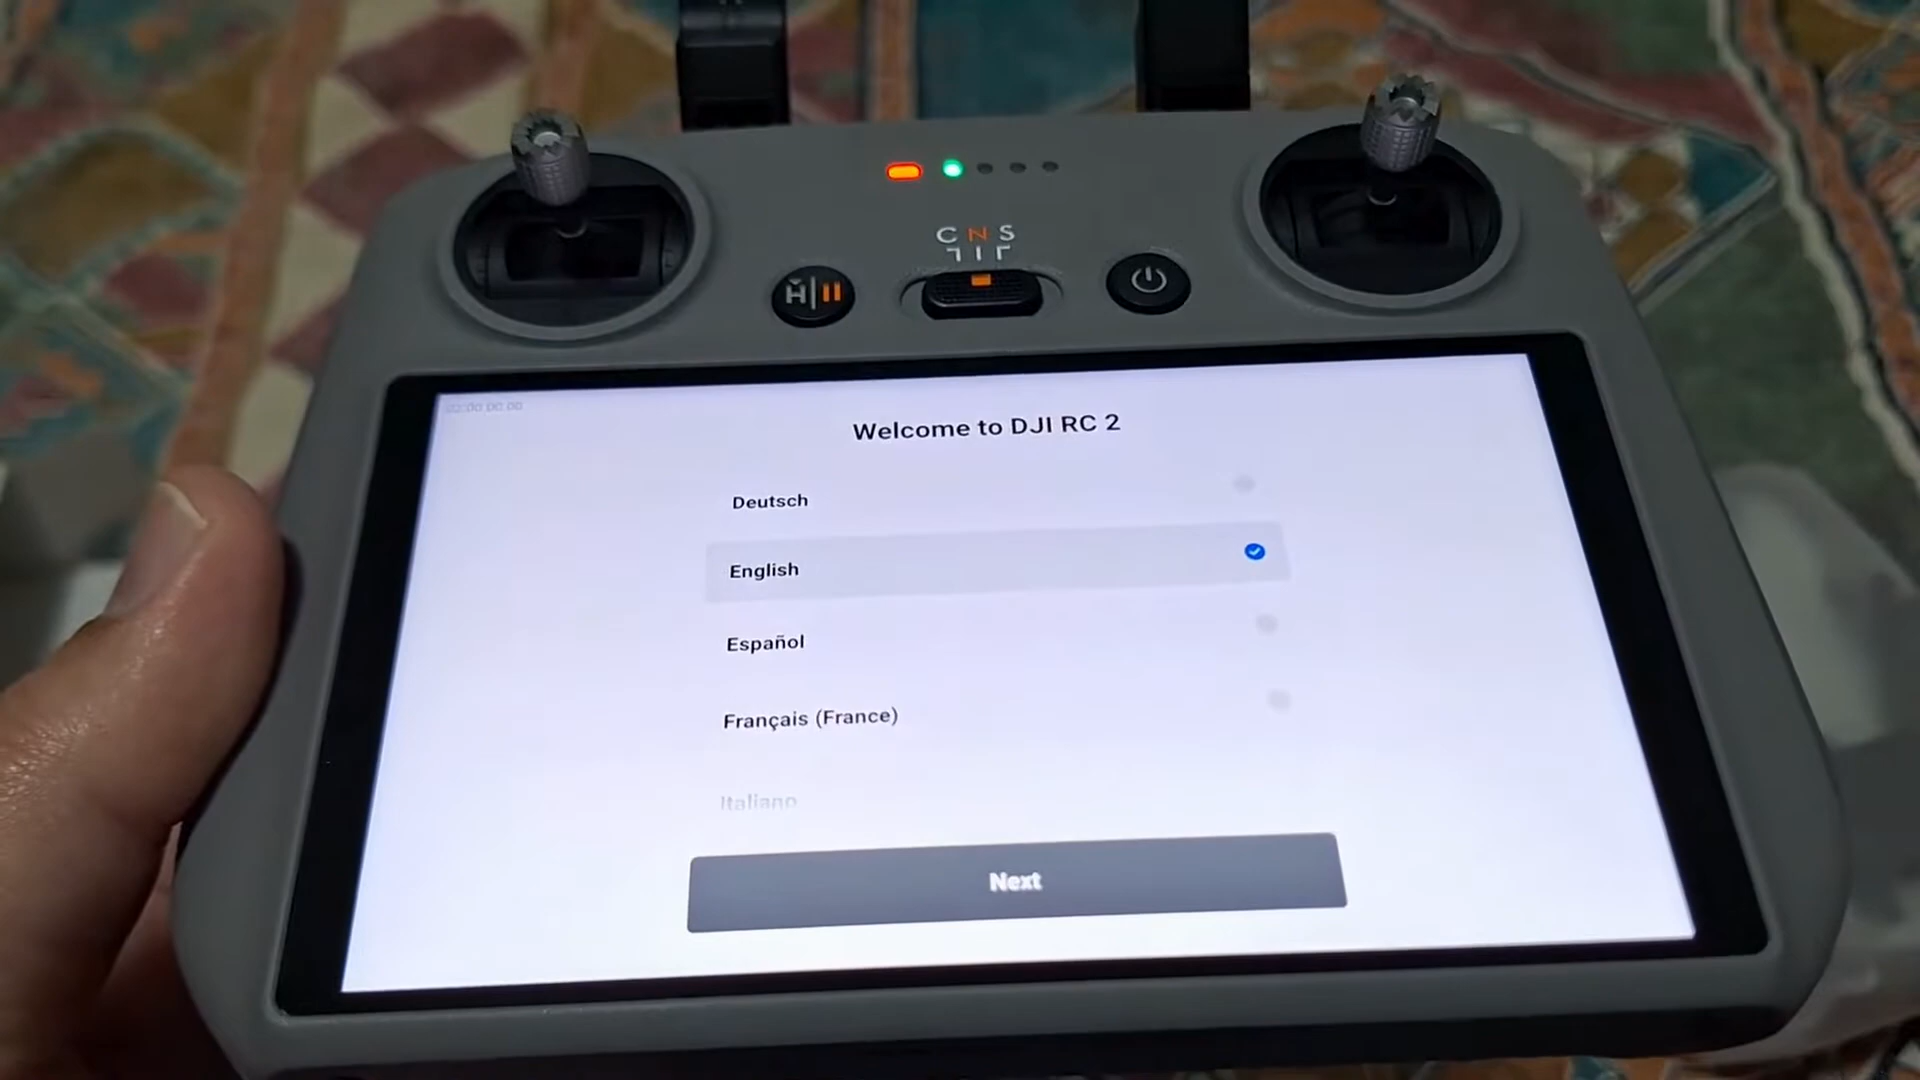 C N S
H
Welcome to DJI RC 2
Deutsch
English
Español
Français (France)
Italiano
Next